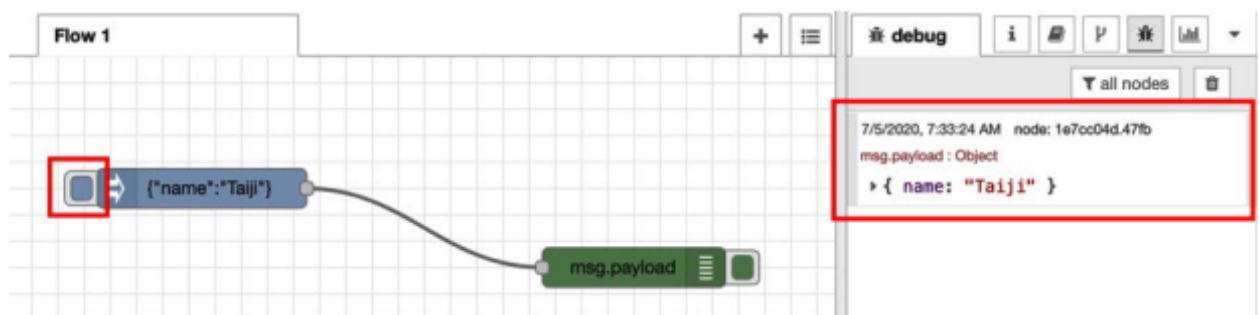 Flow 1
debug
all nodes
7/5/2020, 7:33:24 AM node: 1e7cc04d.47fb
msg.payload : Object
{ name: "Taiji" }
{"name":"Taiji"}
msg.payload